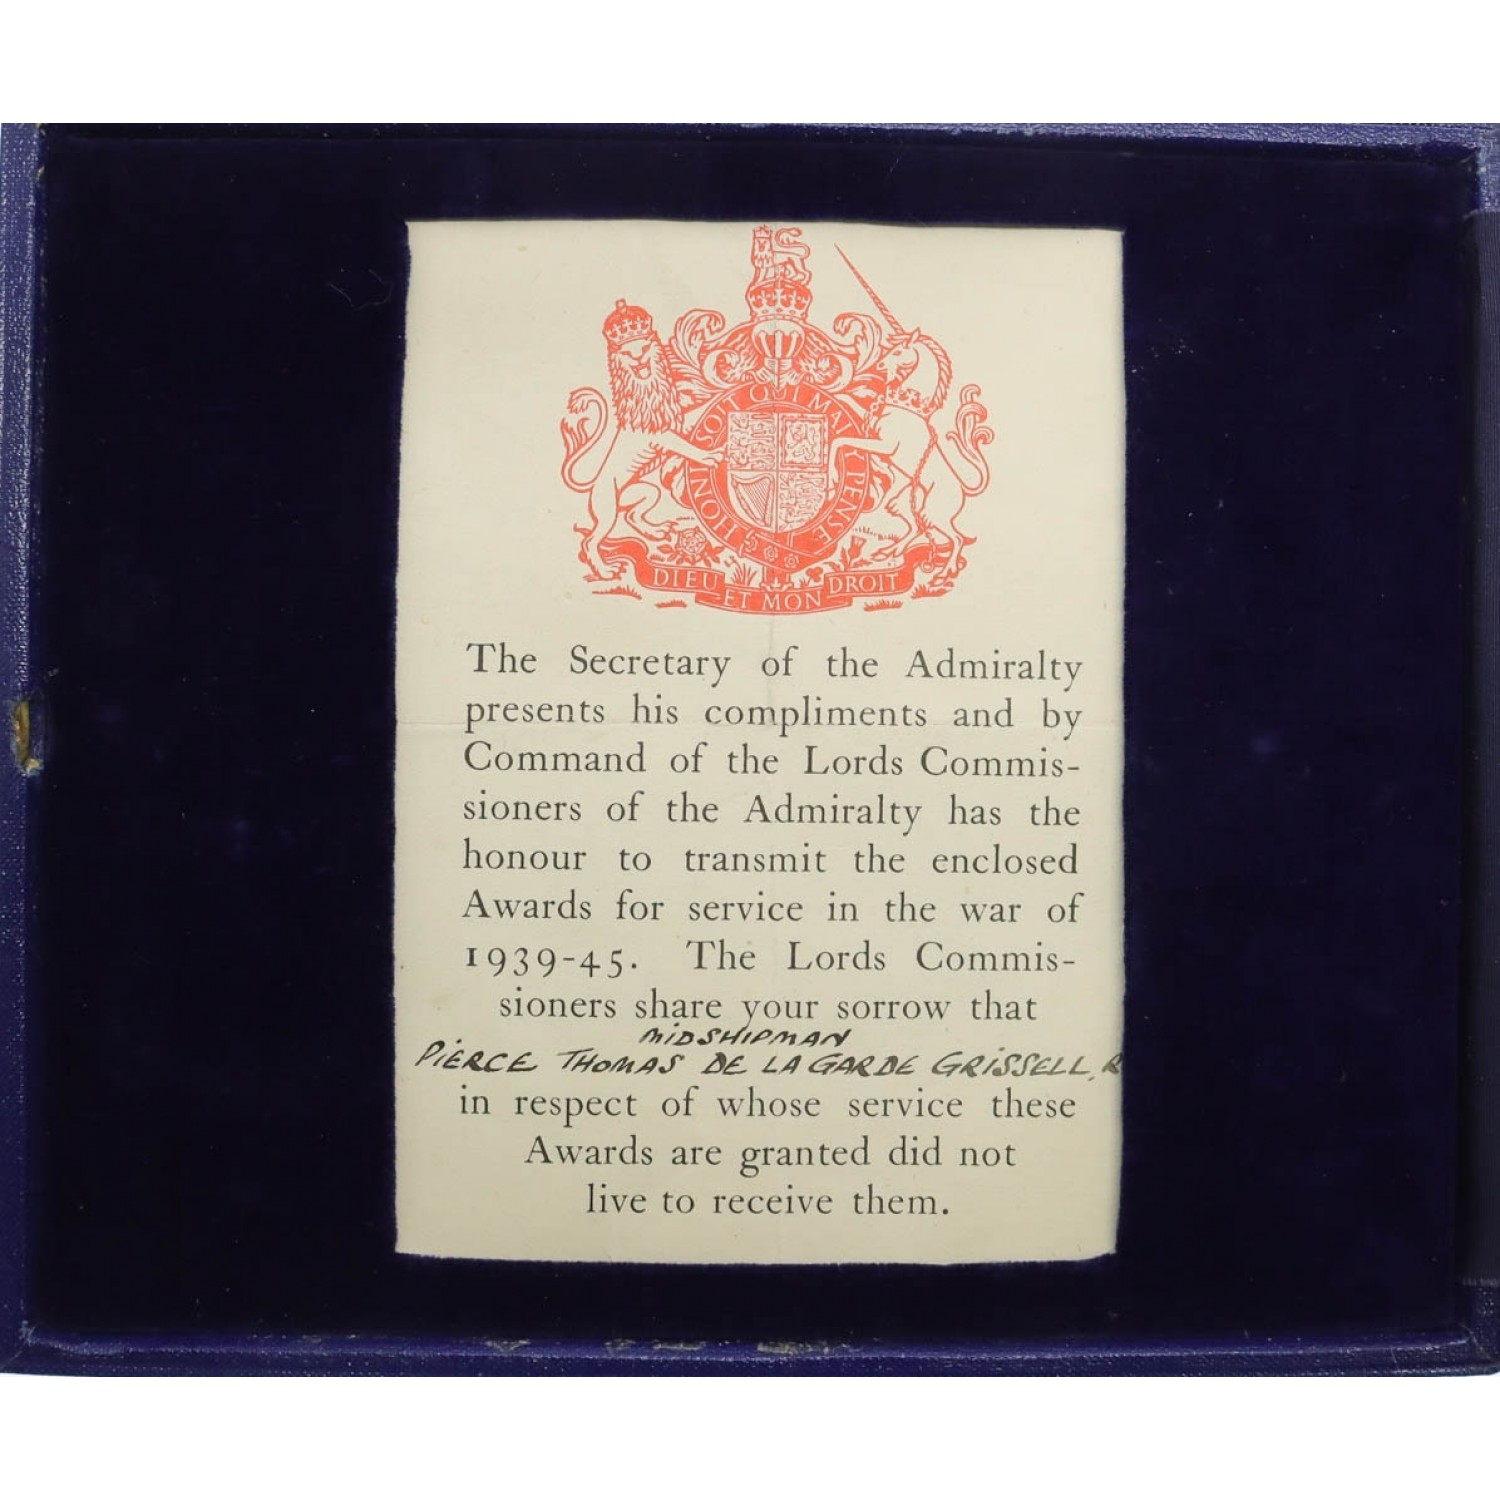 HONI SOIT QUI MAL Y PENSE
DIEU ET MON DROIT
The Secretary of the Admiralty
presents his compliments and by
Command of the Lords Commis-
sioners of the Admiralty has the
honour to transmit the enclosed
Awards for service in the war of
1939-45. The Lords Commis-
sioners share your sorrow that
MIDSHIPMAN
PIERCE THOMAS DE LA GARDE GRISSELL, R
in respect of whose service these
Awards are granted did not
live to receive them.